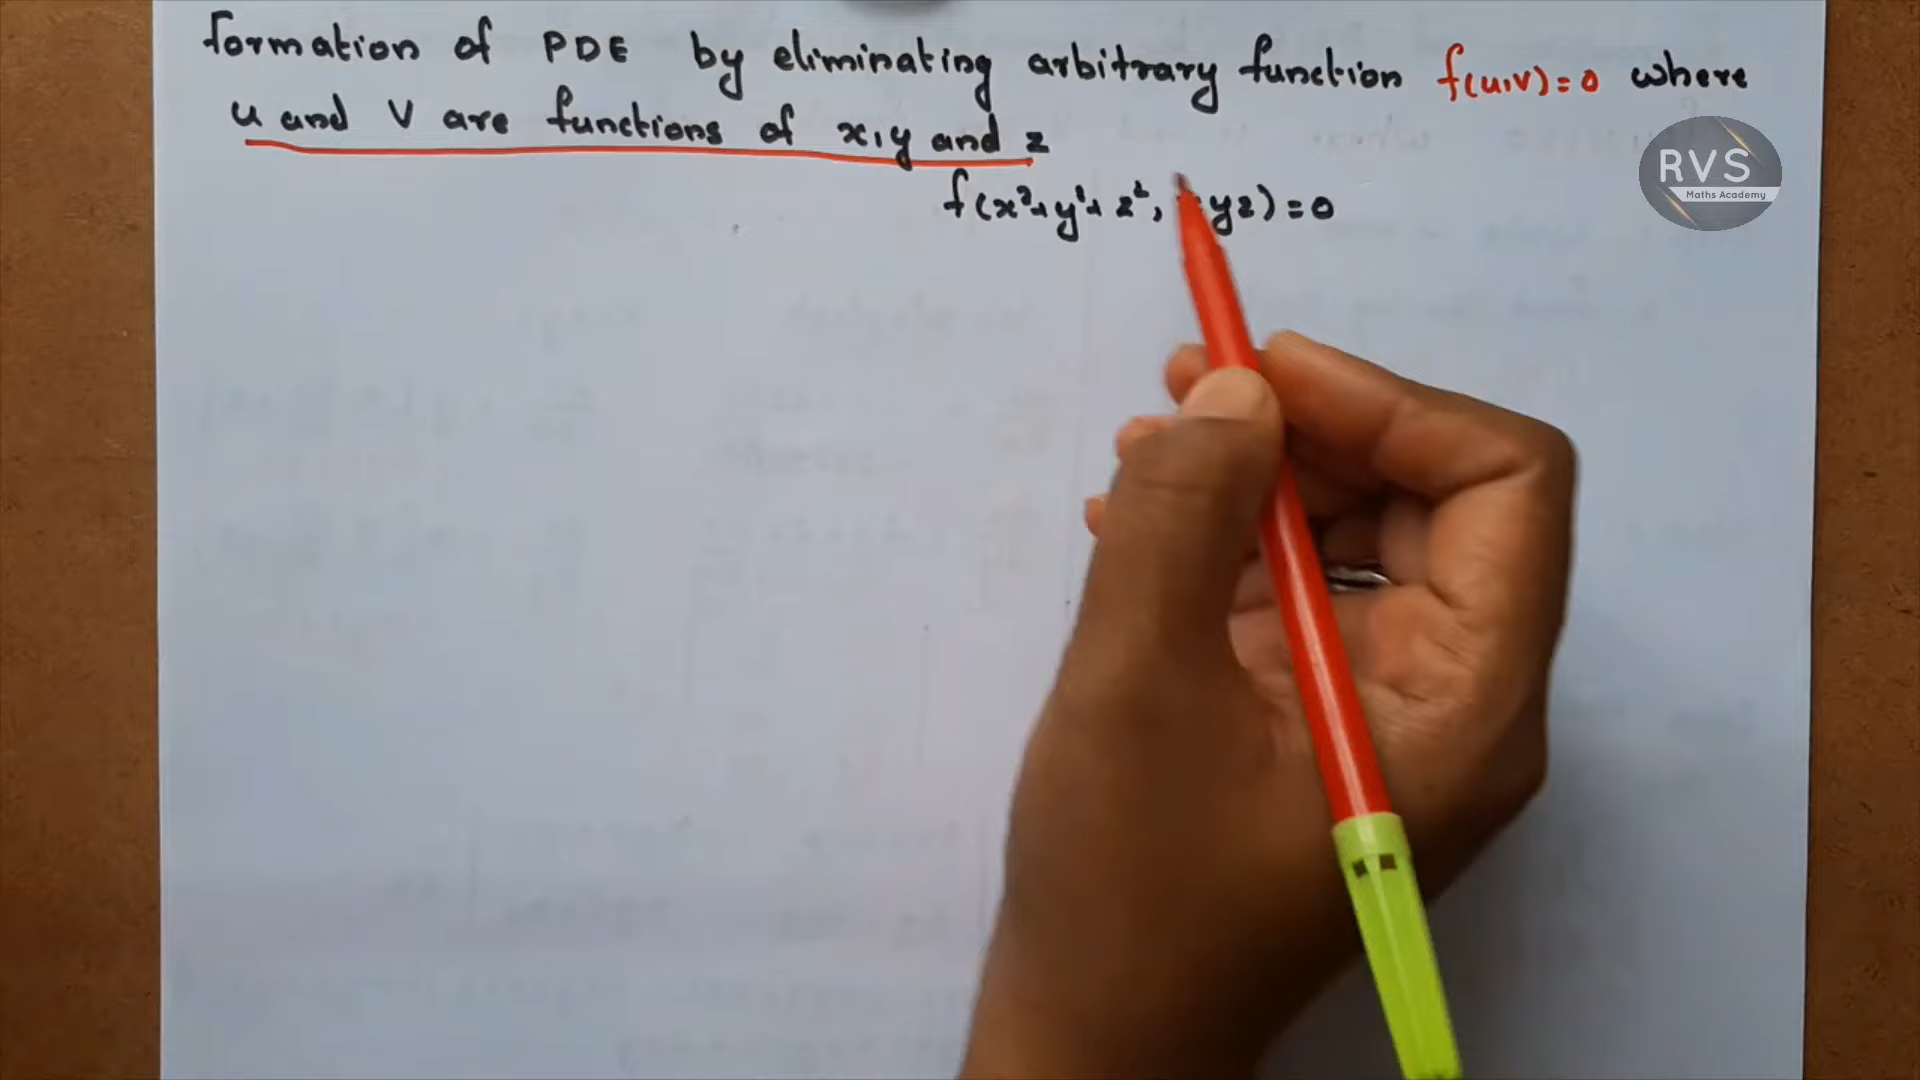 formation of PDE by eliminating arbitrary function f(u,v)=0 where
u and v are functions of x,y and z
f(x²+y²+z², yz)=0
RVS
Maths Academy